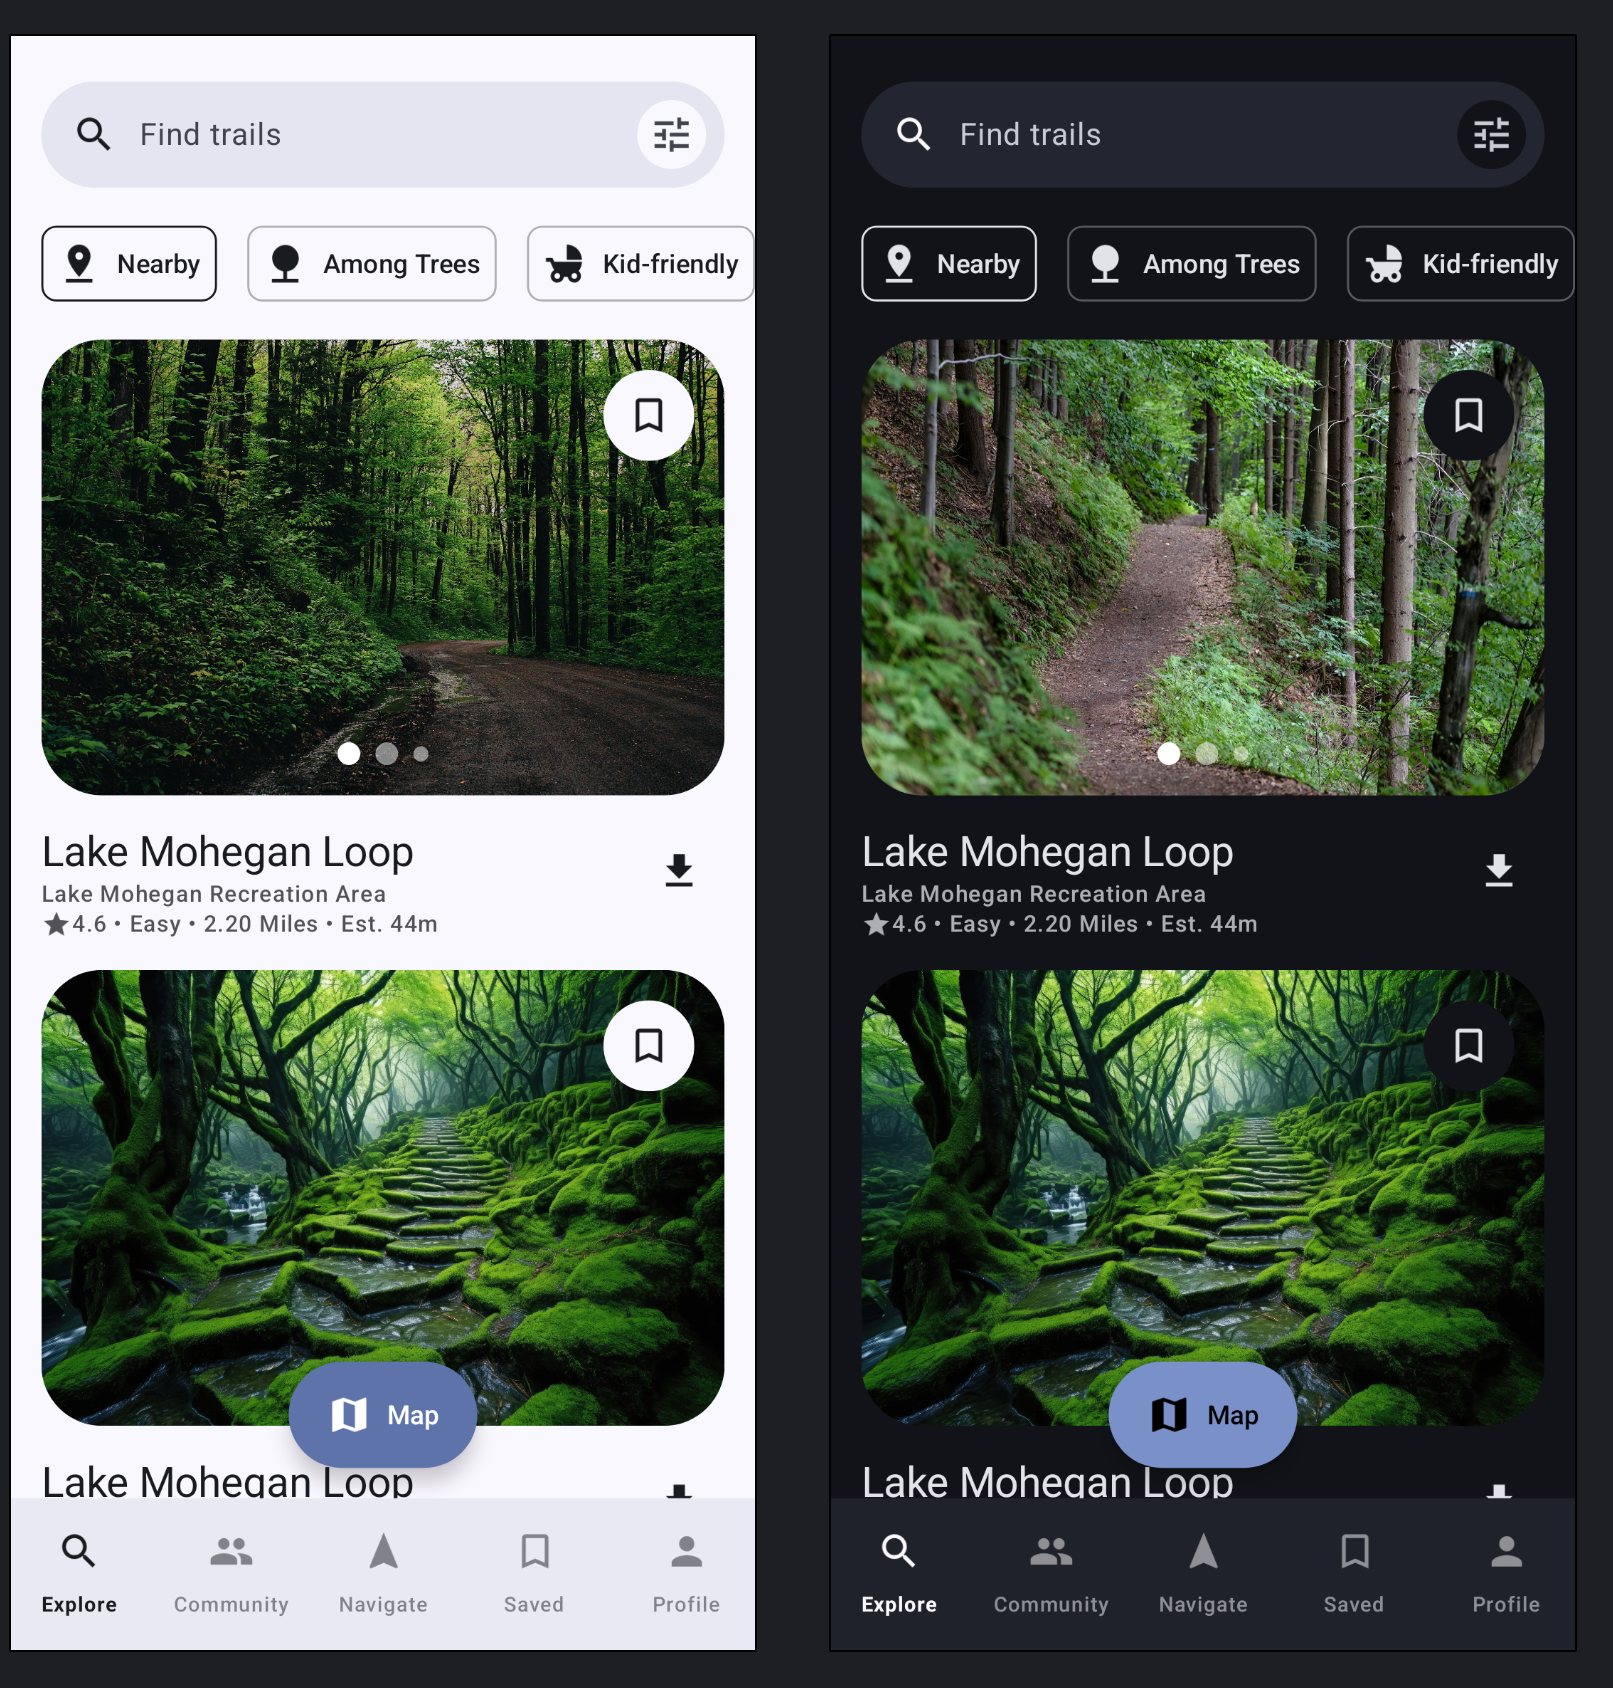 Find trails
Nearby
Among Trees
Kid-friendly
Lake Mohegan Loop
Lake Mohegan Recreation Area
4.6 • Easy • 2.20 Miles • Est. 44m
Map
Lake Mohegan Loop
Explore
Community
Navigate
Saved
Profile
Find trails
Nearby
Among Trees
Kid-friendly
Lake Mohegan Loop
Lake Mohegan Recreation Area
4.6 • Easy • 2.20 Miles • Est. 44m
Map
Lake Mohegan Loop
Explore
Community
Navigate
Saved
Profile